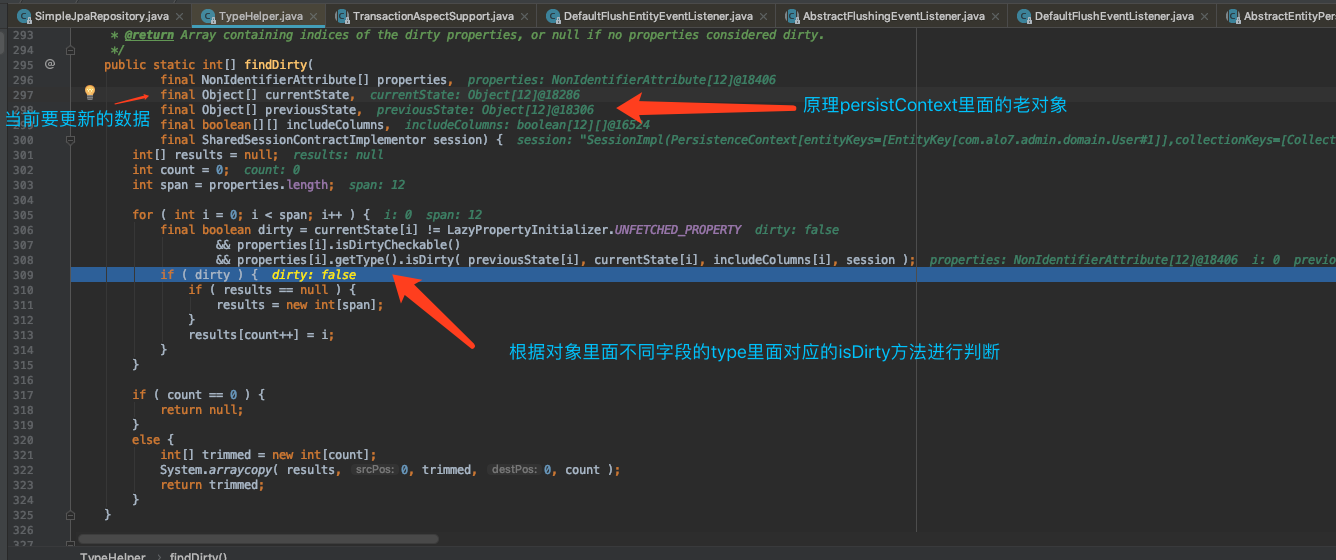 SimpleJpaRepository.java × TypeHelper.java × TransactionAspectSupport.java × DefaultFlushEntityEventListener.java × AbstractFlushingEventListener.java × DefaultFlushEventListener.java × AbstractEntityPer
293 * @return Array containing indices of the dirty properties, or null if no properties considered dirty.
294 */
295 @ public static int[] findDirty(
296 final NonIdentifierAttribute[] properties, properties: NonIdentifierAttribute[12]@18406
297 final Object[] currentState, currentState: Object[12]@18286
298 final Object[] previousState, previousState: Object[12]@18306 原理persistContext里面的老对象
当前要更新的数据
299 final boolean[][] includeColumns, includeColumns: boolean[12][]@16524
300 final SharedSessionContractImplementor session) { session: "SessionImpl(PersistenceContext[entityKeys=[EntityKey[com.alo7.admin.domain.User#1]],collectionKeys=[Collect
301 int[] results = null; results: null
302 int count = 0; count: 0
303 int span = properties.length; span: 12
304
305 for ( int i = 0; i < span; i++ ) { i: 0 span: 12
306 final boolean dirty = currentState[i] != LazyPropertyInitializer.UNFETCHED_PROPERTY dirty: false
307 && properties[i].isDirtyCheckable()
308 && properties[i].getType().isDirty( previousState[i], currentState[i], includeColumns[i], session ); properties: NonIdentifierAttribute[12]@18406 i: 0 previo
309 if ( dirty ) { dirty: false
310 if ( results == null ) {
311 results = new int[span];
312 }
313 results[count++] = i;
314 }
根据对象里面不同字段的type里面对应的isDirty方法进行判断
315 }
316
317 if ( count == 0 ) {
318 return null;
319 }
320 else {
321 int[] trimmed = new int[count];
322 System.arraycopy( results, srcPos: 0, trimmed, destPos: 0, count );
323 return trimmed;
324 }
325 }
326
327
TypeHelper › findDirty()